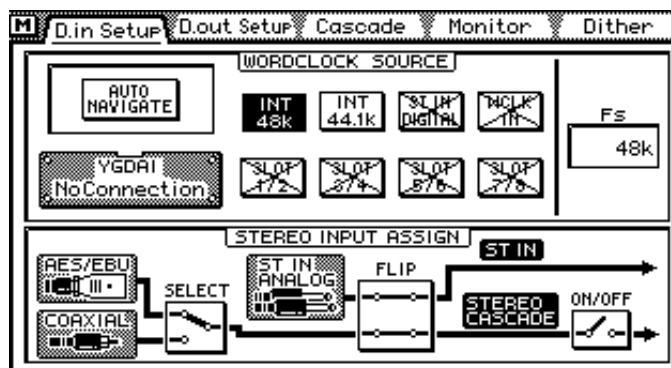 M D.in Setup D.out Setup Cascade Monitor Dither
WORDCLOCK SOURCE
AUTO
NAVIGATE
INT
48k
INT
44.1k
ST IN
DIGITAL
WCLK
IN
Fs
48k
YGDAI
NoConnection
SLOT
1/2
SLOT
3/4
SLOT
5/6
SLOT
7/8
STEREO INPUT ASSIGN
AES/EBU
COAXIAL
SELECT
ST IN
ANALOG
FLIP
ST IN
STEREO
CASCADE
ON/OFF